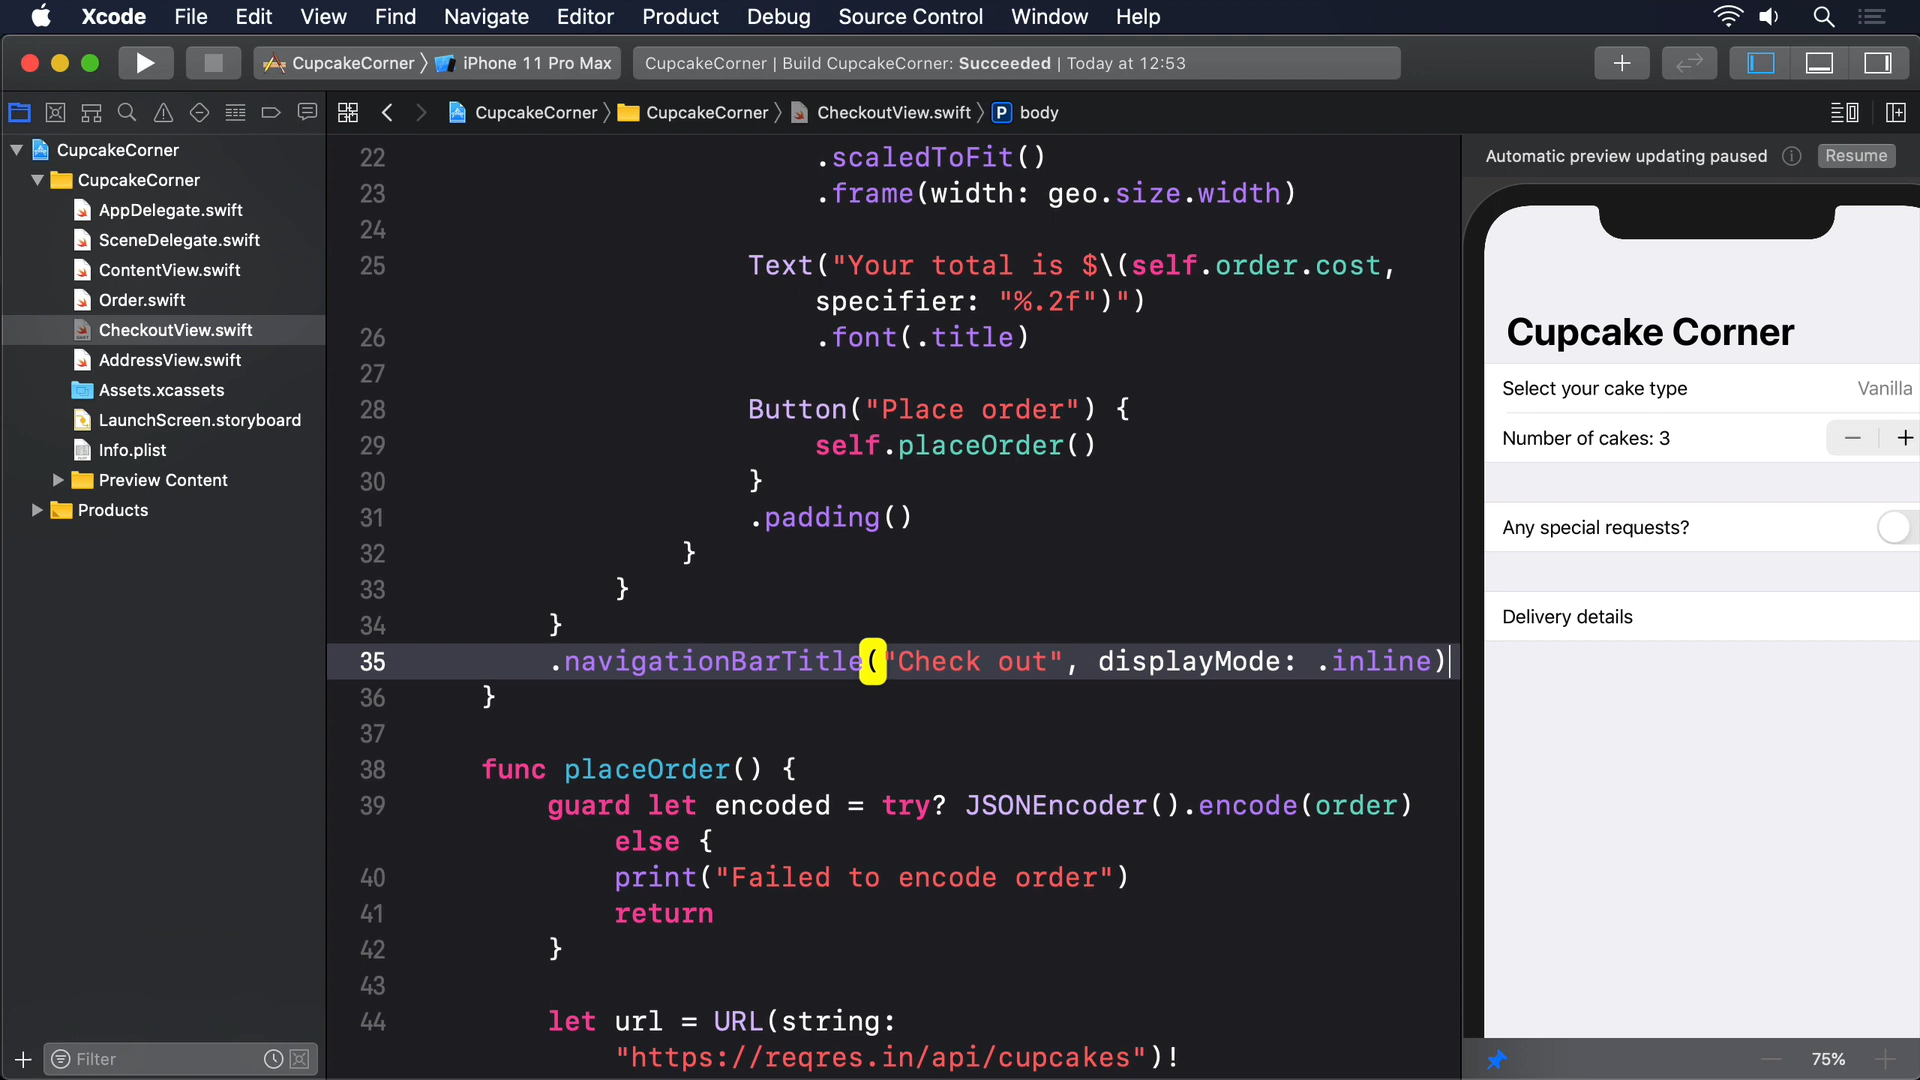 Xcode File Edit View Find Navigate Editor Product Debug Source Control Window Help
CupcakeCorner iPhone 11 Pro Max CupcakeCorner | Build CupcakeCorner: Succeeded | Today at 12:53
CupcakeCorner CupcakeCorner CheckoutView.swift P body
CupcakeCorner
CupcakeCorner
AppDelegate.swift
SceneDelegate.swift
ContentView.swift
Order.swift
CheckoutView.swift
AddressView.swift
Assets.xcassets
LaunchScreen.storyboard
Info.plist
Preview Content
Products
Filter
22 .scaledToFit()
23 .frame(width: geo.size.width)
24
25 Text("Your total is $\(self.order.cost,
specifier: "%.2f")")
26 .font(.title)
27
28 Button("Place order") {
29 self.placeOrder()
30 }
31 .padding()
32 }
33 }
34 }
35 .navigationBarTitle("Check out", displayMode: .inline)
36 }
37
38 func placeOrder() {
39 guard let encoded = try? JSONEncoder().encode(order)
else {
40 print("Failed to encode order")
41 return
42 }
43
44 let url = URL(string:
"https://reqres.in/api/cupcakes")!
Automatic preview updating paused Resume
Cupcake Corner
Select your cake type Vanilla
Number of cakes: 3
Any special requests?
Delivery details
75%